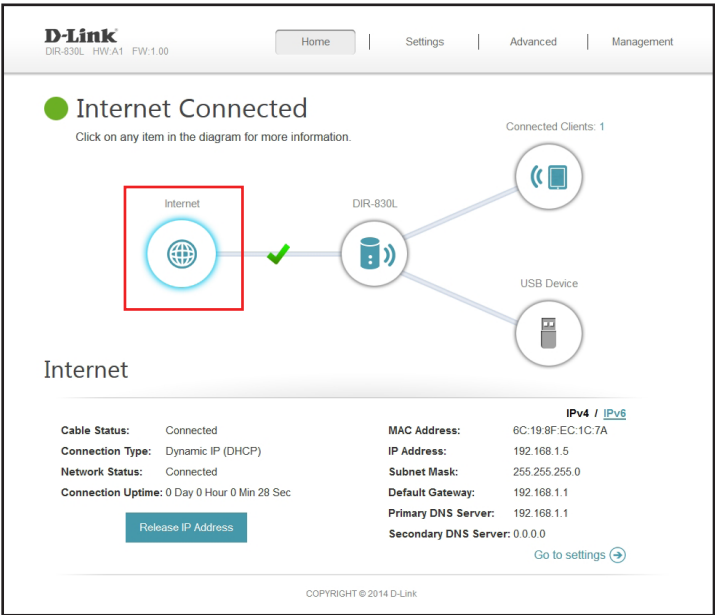 D-Link
DIR-830L HW:A1 FW:1.00
Home
Settings
Advanced
Management
Internet Connected
Click on any item in the diagram for more information.
Connected Clients: 1
Internet
DIR-830L
USB Device
Internet
IPv4 / IPv6
Cable Status: Connected
Connection Type: Dynamic IP (DHCP)
Network Status: Connected
Connection Uptime: 0 Day 0 Hour 0 Min 28 Sec
Release IP Address
MAC Address: 6C:19:8F:EC:1C:7A
IP Address: 192.168.1.5
Subnet Mask: 255.255.255.0
Default Gateway: 192.168.1.1
Primary DNS Server: 192.168.1.1
Secondary DNS Server: 0.0.0.0
Go to settings
COPYRIGHT © 2014 D-Link